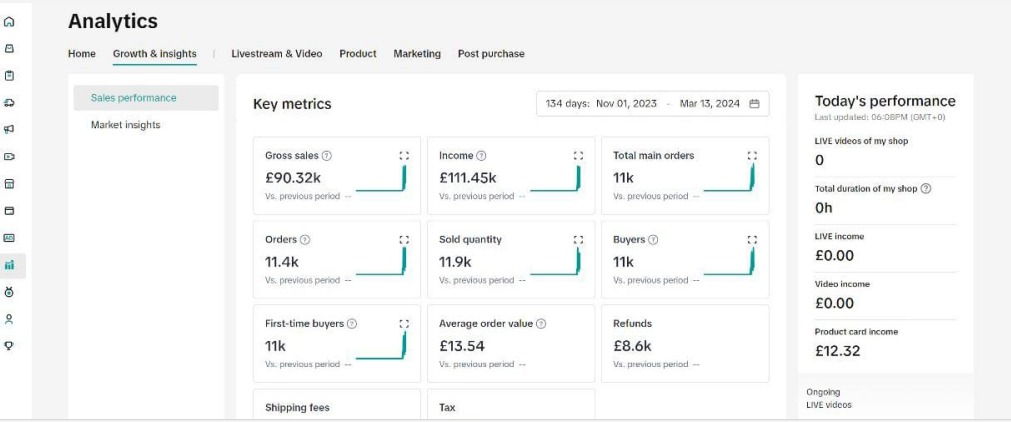 Analytics
Home Growth & insights | Livestream & Video Product Marketing Post purchase
Sales performance
Market insights
Key metrics
134 days: Nov 01, 2023 - Mar 13, 2024
Gross sales
£90.32k
Vs. previous period --
Income
£111.45k
Vs. previous period --
Total main orders
11k
Vs. previous period --
Orders
11.4k
Vs. previous period --
Sold quantity
11.9k
Vs. previous period --
Buyers
11k
Vs. previous period --
First-time buyers
11k
Vs. previous period --
Average order value
£13.54
Vs. previous period --
Refunds
£8.6k
Vs. previous period --
Shipping fees
Tax
Today's performance
Last updated: 06:08PM (GMT+0)
LIVE videos of my shop
0
Total duration of my shop
0h
LIVE income
£0.00
Video income
£0.00
Product card income
£12.32
Ongoing
LIVE videos